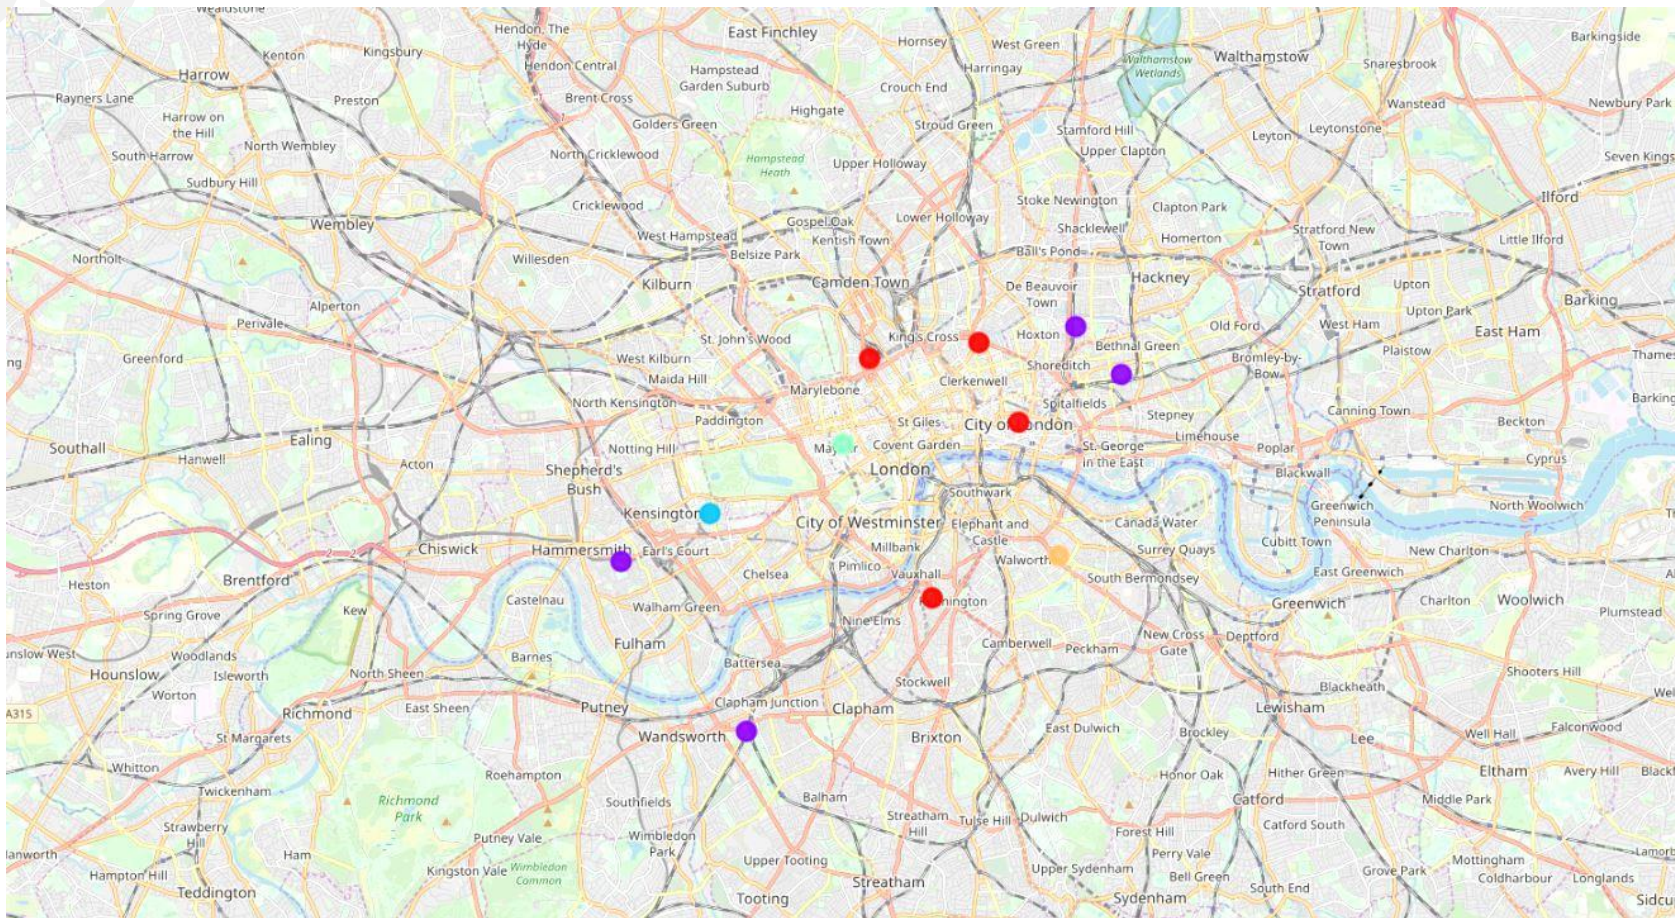 Wealdstone
Hendon, The
Hyde
East Finchley
Hornsey
West Green
Barkingside
Kenton
Kingsbury
Hendon Central
Hampstead
Garden Suburb
Harringay
Walthamstow
Wetlands
Walthamstow
Snaresbrook
Harrow
Rayners Lane
Preston
Brent Cross
Highgate
Crouch End
Wanstead
Newbury Park
Harrow on
the Hill
Golders Green
Stroud Green
Stamford Hill
Leyton
Leytonstone
North Wembley
North Cricklewood
Hampstead
Heath
Upper Holloway
Upper Clapton
Seven Kings
South Harrow
Sudbury Hill
Cricklewood
Stoke Newington
Clapton Park
Ilford
Wembley
West Hampstead
Gospel Oak
Lower Holloway
Shacklewell
Homerton
Stratford New
Town
Little Ilford
Kentish Town
Northolt
Willesden
Belsize Park
Ball's Pond
Hackney
Kilburn
Camden Town
De Beauvoir
Town
Stratford
Upton
Barking
Alperton
Upton Park
Perivale
St. John's Wood
King's Cross
Hoxton
Old Ford
West Ham
East Ham
Greenford
West Kilburn
Bethnal Green
Bromley-by-
Bow
Plaistow
Thames
ng
Maida Hill
Marylebone
Clerkenwell
Shoreditch
North Kensington
Spitalfields
Canning Town
Barking
Southall
Ealing
Paddington
St Giles
City of London
Stepney
Beckton
Hanwell
Acton
Notting Hill
Covent Garden
St. George
in the East
Limehouse
Poplar
Cyprus
Shepherd's
Bush
London
Blackwall
Southwark
Greenwich
Peninsula
North Woolwich
Kensington
City of Westminster
Elephant and
Castle
Canada Water
Chiswick
Hammersmith
Earl's Court
Millbank
Walworth
Surrey Quays
Cubitt Town
New Charlton
Heston
Brentford
Chelsea
Pimlico
Vauxhall
South Bermondsey
East Greenwich
Spring Grove
Kew
Castelnau
Walham Green
Kennington
Greenwich
Charlton
Woolwich
Plumstead
Nine Elms
Fulham
Camberwell
New Cross
Gate
Deptford
unslow West
Woodlands
Barnes
Battersea
Peckham
Hounslow
Isleworth
North Sheen
Stockwell
Blackheath
Shooters Hill
Worton
A315
Richmond
East Sheen
Putney
Clapham Junction
Clapham
Lewisham
St Margarets
Wandsworth
Brixton
East Dulwich
Brockley
Lee
Well Hall
Falconwood
Whitton
Roehampton
Honor Oak
Hither Green
Eltham
Avery Hill
Twickenham
Richmond
Park
Southfields
Balham
Catford
Middle Park
Strawberry
Hill
Putney Vale
Wimbledon
Park
Streatham
Hill
Tulse Hill
Dulwich
Forest Hill
Catford South
Ham
Upper Tooting
Perry Vale
Mottingham
Hampton Hill
Kingston Vale
Wimbledon
Common
Streatham
Upper Sydenham
Bell Green
South End
Grove Park
Coldharbour
Longlands
Teddington
Tooting
Sydenham